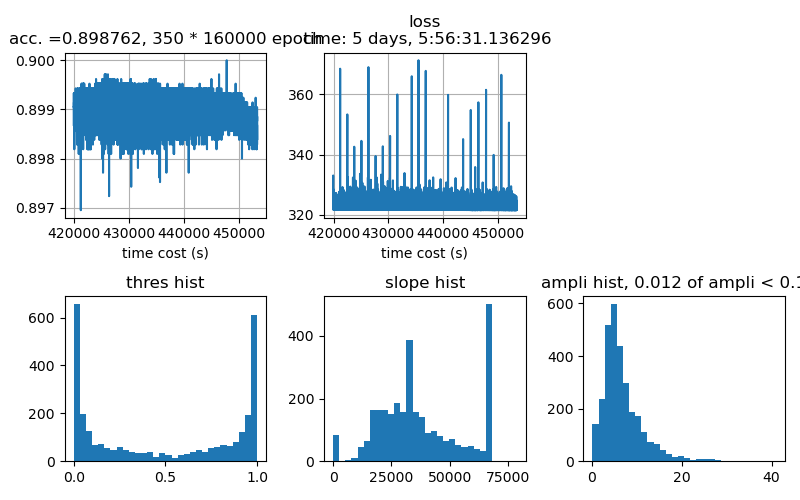 acc. =0.898762, 350 * 160000 epoch
0.900
0.899
0.898
0.897
420000 430000 440000 450000
time cost (s)
loss
time: 5 days, 5:56:31.136296
360
340
320
420000 430000 440000 450000
time cost (s)
thres hist
600
400
200
0
0.0 0.5 1.0
slope hist
400
200
0
0 25000 50000 75000
ampli hist, 0.012 of ampli < 0.1
600
400
200
0
0 20 40